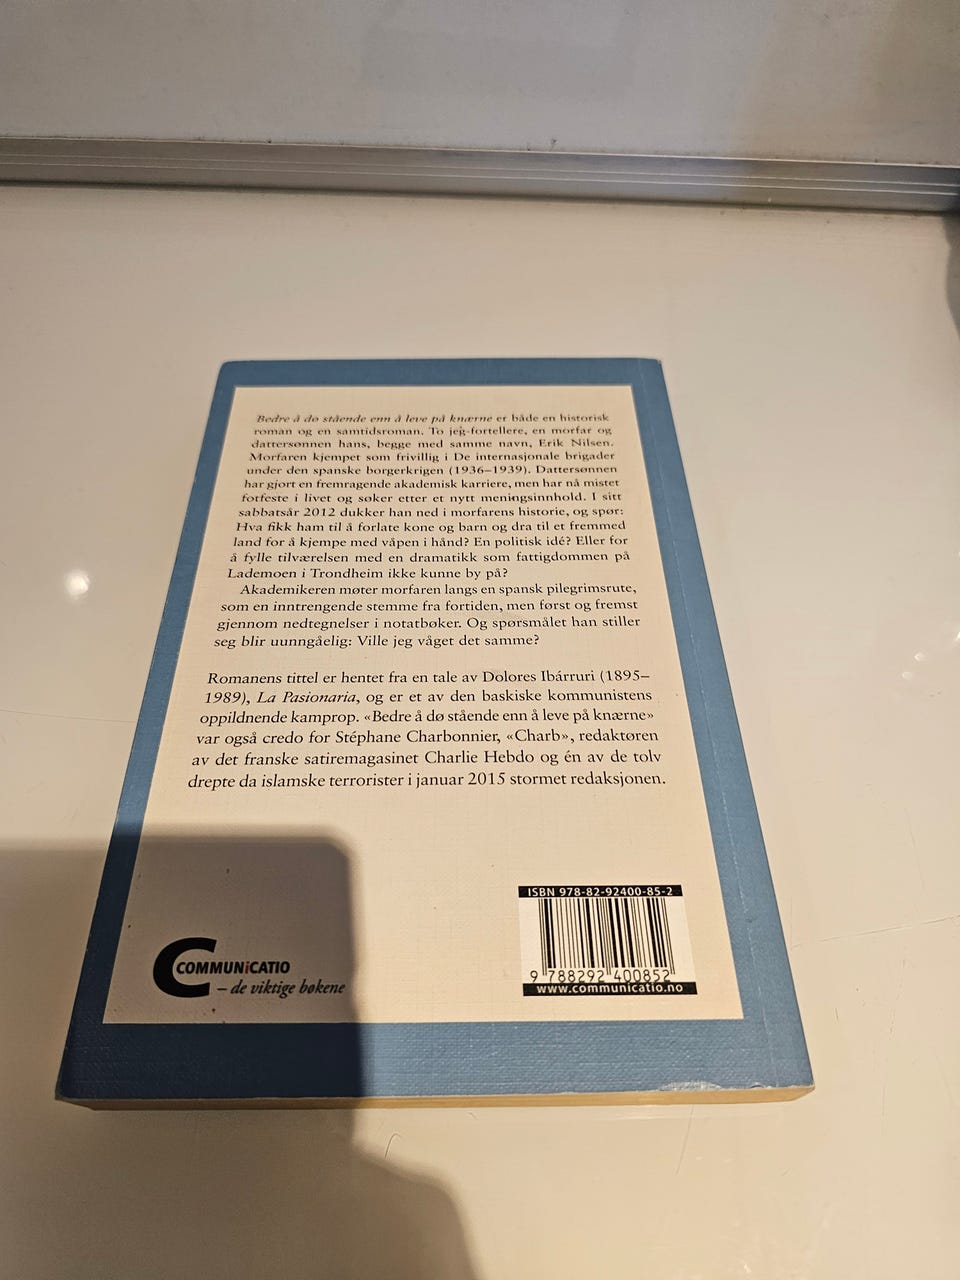 Bedre å dø stående enn å leve på knærne er både en historisk
roman og en samtidsroman. To jeg-fortellere, en morfar og
dattersønnen hans, begge med samme navn, Erik Nilsen.
Morfaren kjempet som frivillig i De internasjonale brigader
under den spanske borgerkrigen (1936–1939). Dattersønnen
har gjort en fremragende akademisk karriere, men har nå mistet
fotfeste i livet og søker etter et nytt meningsinnhold. I sitt
sabbatsår 2012 dukker han ned i morfarens historie, og spør:
Hva fikk ham til å forlate kone og barn og dra til et fremmed
land for å kjempe med våpen i hånd? En politisk idé? Eller for
å fylle tilværelsen med en dramatikk som fattigdommen på
Lademoen i Trondheim ikke kunne by på?
Akademikeren møter morfaren langs en spansk pilegrimsrute,
som en inntrengende stemme fra fortiden, men først og fremst
gjennom nedtegnelser i notatbøker. Og spørsmålet han stiller
seg blir uunngåelig: Ville jeg våget det samme?
Romanens tittel er hentet fra en tale av Dolores Ibárruri (1895–
1989), La Pasionaria, og er et av den baskiske kommunistens
oppildnende kamprop. «Bedre å dø stående enn å leve på knærne»
var også credo for Stéphane Charbonnier, «Charb», redaktøren
av det franske satiremagasinet Charlie Hebdo og én av de tolv
drepte da islamske terrorister i januar 2015 stormet redaksjonen.
ISBN 978-82-92400-85-2
9 788292 400852
www.communicatio.no
COMMUNiCATIO
– de viktige bøkene